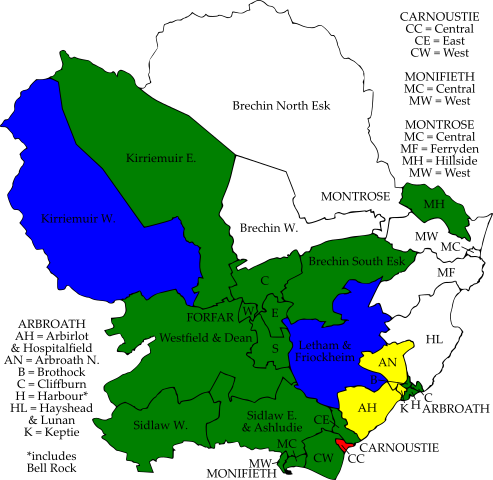 CARNOUSTIE
CC = Central
CE = East
CW = West
MONIFIETH
MC = Central
MW = West
MONTROSE
MC = Central
MF = Ferryden
MH = Hillside
MW = West
Brechin North Esk
Kirriemuir E.
MONTROSE
MH
Kirriemuir W.
Brechin W.
MW
MC
Brechin South Esk
MF
C
FORFAR
W
E
Westfield & Dean
S
Letham &
Friockheim
HL
AN
B
AH
K
H
C
ARBROATH
ARBROATH
AH = Arbirlot
& Hospitalfield
AN = Arbroath N.
B = Brothock
C = Cliffburn
H = Harbour*
HL = Hayshead
& Lunan
K = Keptie
*includes
Bell Rock
Sidlaw W.
Sidlaw E.
& Ashludie
CE
MC
MW
CW
CC
CARNOUSTIE
MONIFIETH